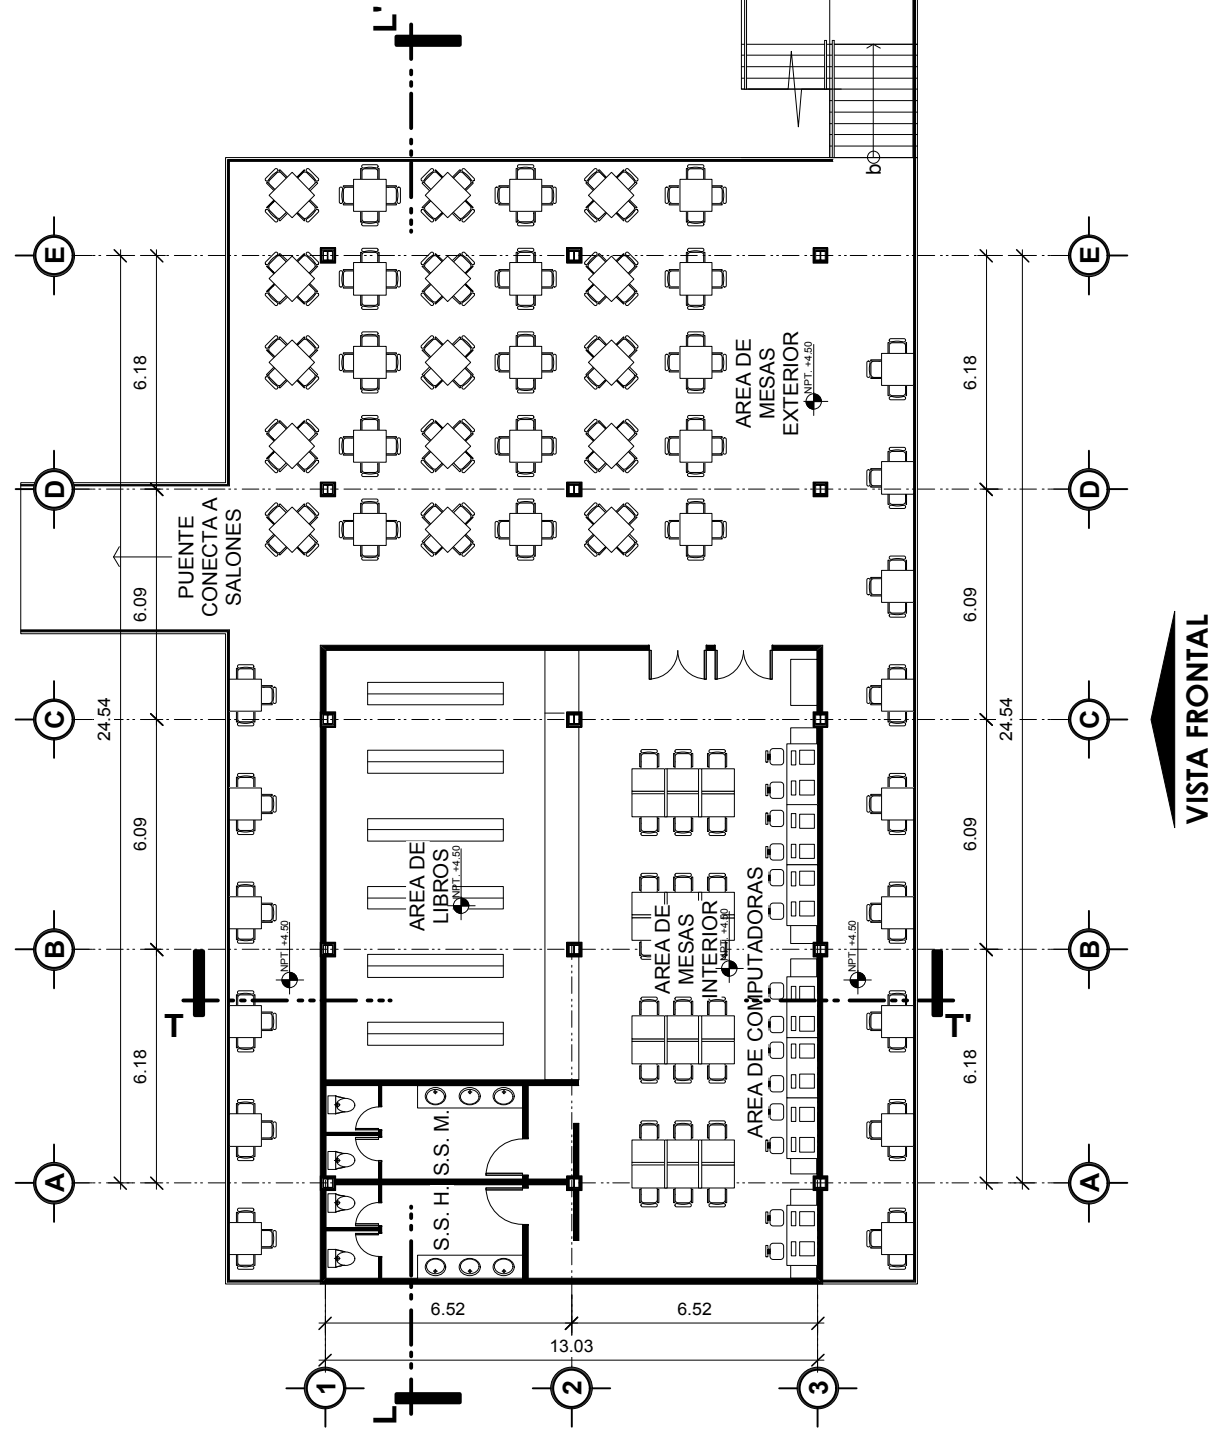 L'
E
D
C
B
A
6.18
6.09
24.54
6.09
6.18
PUENTE
CONECTA A
SALONES
b
AREA DE
MESAS
EXTERIOR
NPT. +4.50
AREA DE
LIBROS
NPT. +4.50
AREA DE
MESAS
INTERIOR
NPT. +4.50
AREA DE COMPUTADORAS
NPT. +4.50
NPT. +4.50
T
T'
S.S. H.
S.S. M.
6.18
6.09
24.54
6.09
6.18
E
D
C
B
A
6.52
6.52
13.03
1
2
3
L
VISTA FRONTAL